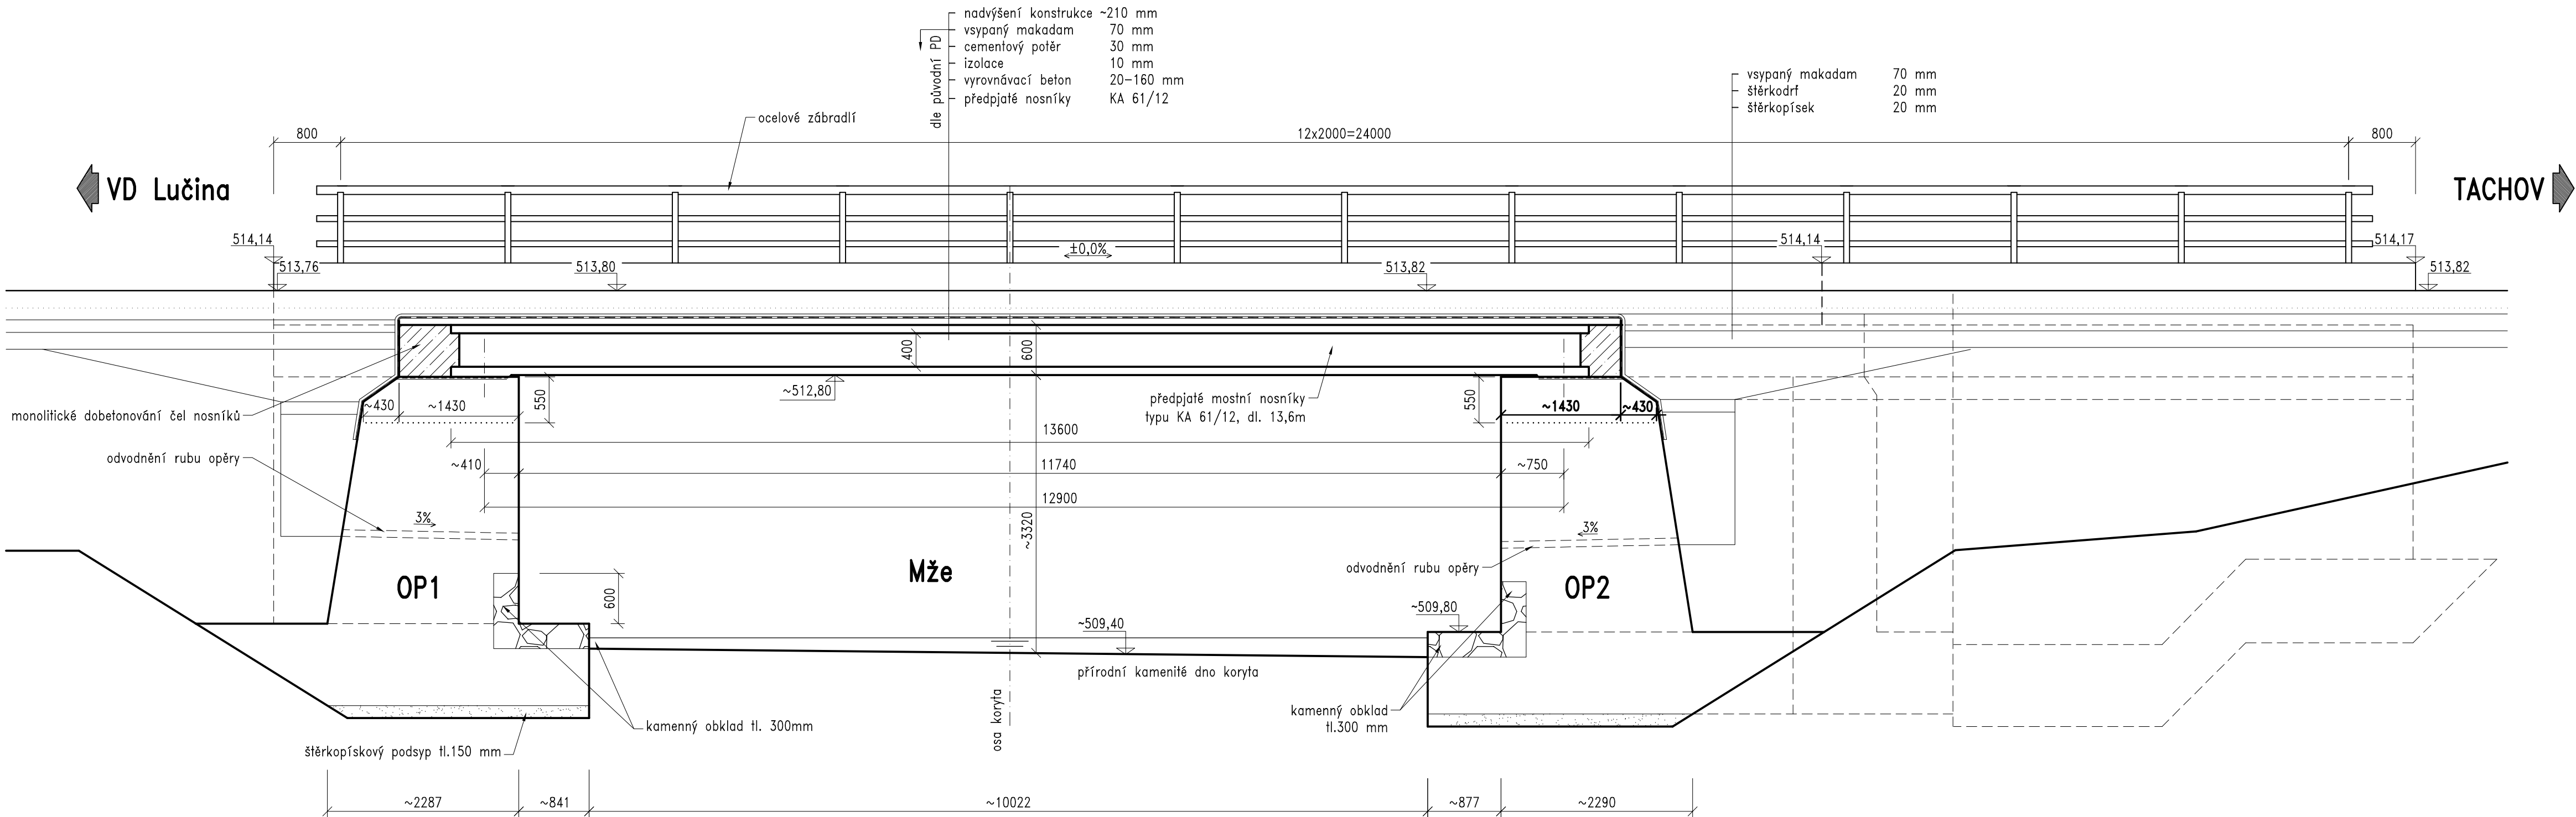 nadvýšení konstrukce ~210 mm
vsypaný makadam 70 mm
cementový potěr 30 mm
izolace 10 mm
vyrovnávací beton 20-160 mm
předpjaté nosníky KA 61/12
dle původní PD
vsypaný makadam 70 mm
štěrkodrť 20 mm
štěrkopísek 20 mm
ocelové zábradlí
800
12x2000=24000
800
VD Lučina
TACHOV
514,14
±0,0%
514,14
514,17
513,76
513,80
513,82
513,82
400
600
~512,80
předpjaté mostní nosníky
typu KA 61/12, dl. 13,6m
monolitické dobetonování čel nosníků
~430
~1430
550
550
~1430
~430
13600
odvodnění rubu opěry
~410
11740
~750
12900
3%
~3320
3%
odvodnění rubu opěry
OP1
Mže
OP2
600
~509,40
~509,80
přírodní kamenité dno koryta
osa koryta
kamenný obklad tl. 300mm
kamenný obklad
tl.300 mm
štěrkopískový podsyp tl.150 mm
~2287
~841
~10022
~877
~2290